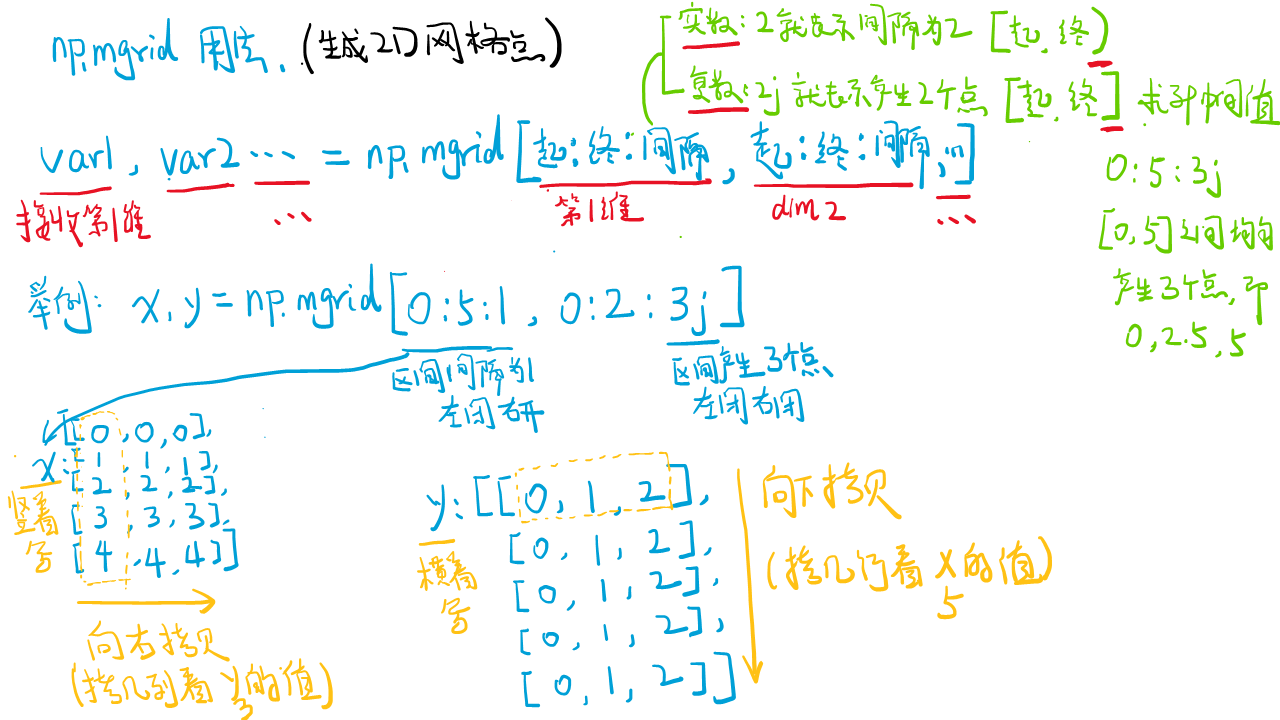 np.mgrid 用法. (生成2D网格点)
实数: 2就表示间隔为2 [起, 终)
复数: 2j 就表示产生2个点 [起, 终] 求到中间值
var1, var2 ... = np.mgrid[起:终:间隔, 起:终:间隔, ...]
接收第1维 ... 第1维 dim2 ...
0:5:3j
[0,5]之间均匀
产生3个点, 即
0, 2.5, 5
举例: x, y = np.mgrid[0:5:1, 0:2:3j]
区间间隔为1
左闭右开
区间产生3个点
左闭右闭
x: [[0, 0, 0],
[1, 1, 1],
[2, 2, 2],
[3, 3, 3],
[4, 4, 4]]
竖着写
向右拷贝
(拷几列看y的值)
3
y: [[0, 1, 2],
[0, 1, 2],
[0, 1, 2],
[0, 1, 2],
[0, 1, 2]]
横着写
向下拷贝
(拷几行看x的值)
5